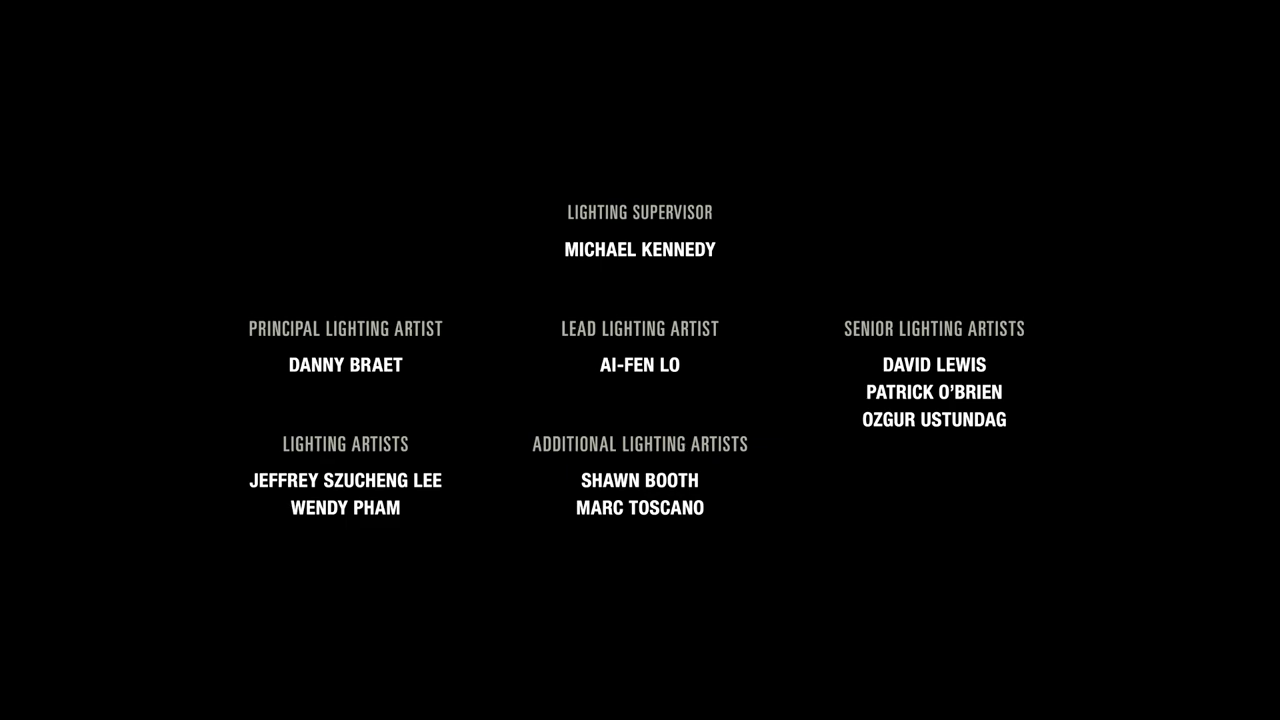 LIGHTING SUPERVISOR
MICHAEL KENNEDY
PRINCIPAL LIGHTING ARTIST
DANNY BRAET
LEAD LIGHTING ARTIST
AI-FEN LO
SENIOR LIGHTING ARTISTS
DAVID LEWIS
PATRICK O’BRIEN
OZGUR USTUNDAG
LIGHTING ARTISTS
JEFFREY SZUCHENG LEE
WENDY PHAM
ADDITIONAL LIGHTING ARTISTS
SHAWN BOOTH
MARC TOSCANO